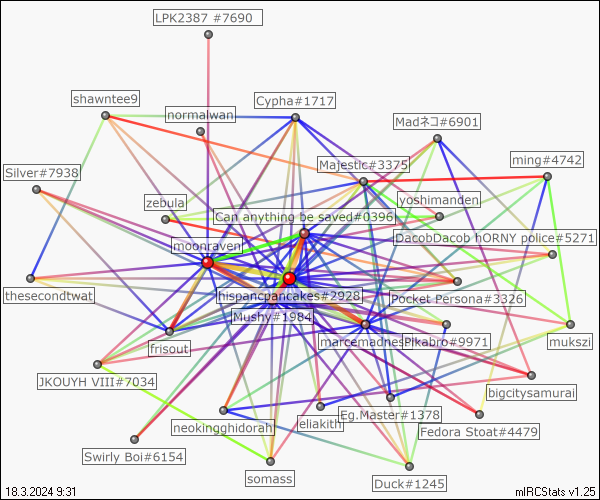 LPK2387 #7690
shawntee9
normalwan
Cypha#1717
Madネコ#6901
Majestic#3375
ming#4742
Silver#7938
zebula
yoshimanden
Can anything be saved#0396
DacobDacob hORNY police#5271
moonraven
thesecondtwat
hispancpancakes#2928
Pocket Persona#3326
Mushy#1984
frisout
marcemadnes
Pikabro#9971
mukszi
JKOUYH VIII#7034
bigcitysamurai
neokingghidorah
eliakith
Eg.Master#1378
Fedora Stoat#4479
Swirly Boi#6154
somass
Duck#1245
18.3.2024 9:31
mIRCStats v1.25